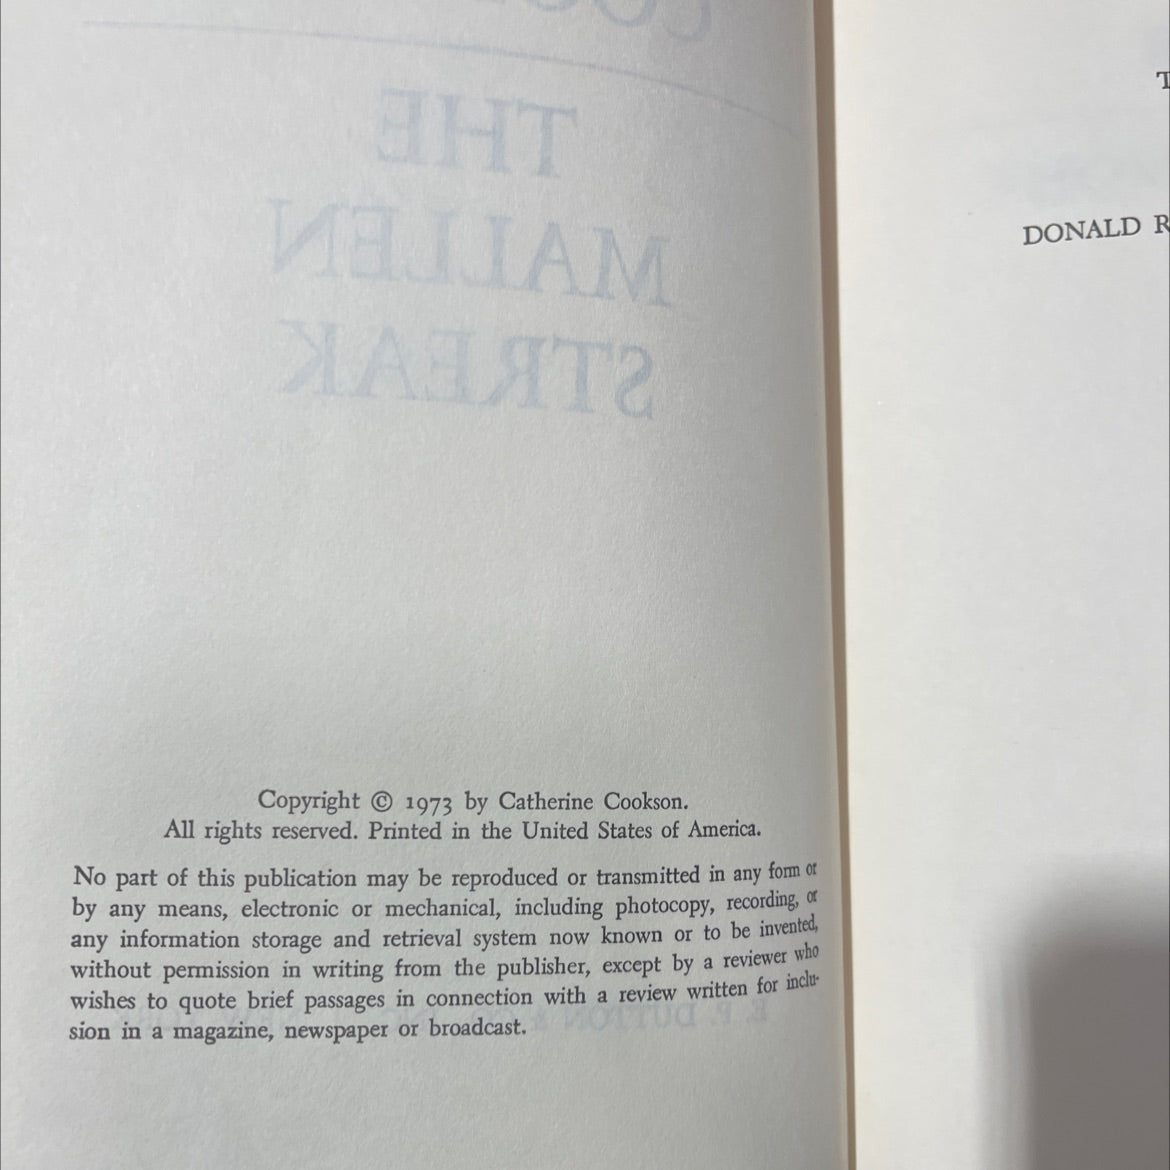 THE
MALLEN
STREAK
Copyright © 1973 by Catherine Cookson.
All rights reserved. Printed in the United States of America.
No part of this publication may be reproduced or transmitted in any form or
by any means, electronic or mechanical, including photocopy, recording, or
any information storage and retrieval system now known or to be invented,
without permission in writing from the publisher, except by a reviewer who
wishes to quote brief passages in connection with a review written for inclu-
sion in a magazine, newspaper or broadcast.
E. P. DUTTON
T
DONALD R